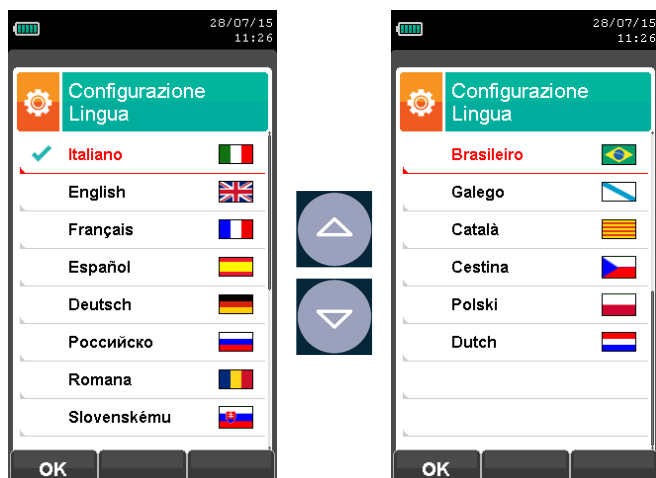 28/07/15
11:26
Configurazione
Lingua
Italiano
English
Français
Español
Deutsch
Российско
Romana
Slovenskému
OK
28/07/15
11:26
Configurazione
Lingua
Brasileiro
Galego
Català
Cestina
Polski
Dutch
OK